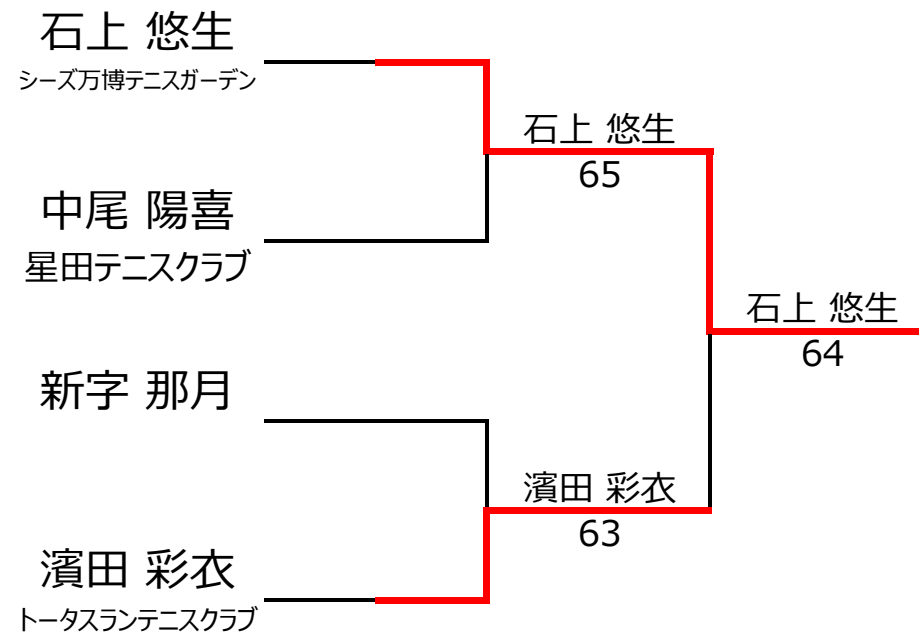 石上 悠生
シーズ万博テニスガーデン
石上 悠生
65
中尾 陽喜
星田テニスクラブ
石上 悠生
64
新字 那月
濱田 彩衣
63
濱田 彩衣
トータスランテニスクラブ